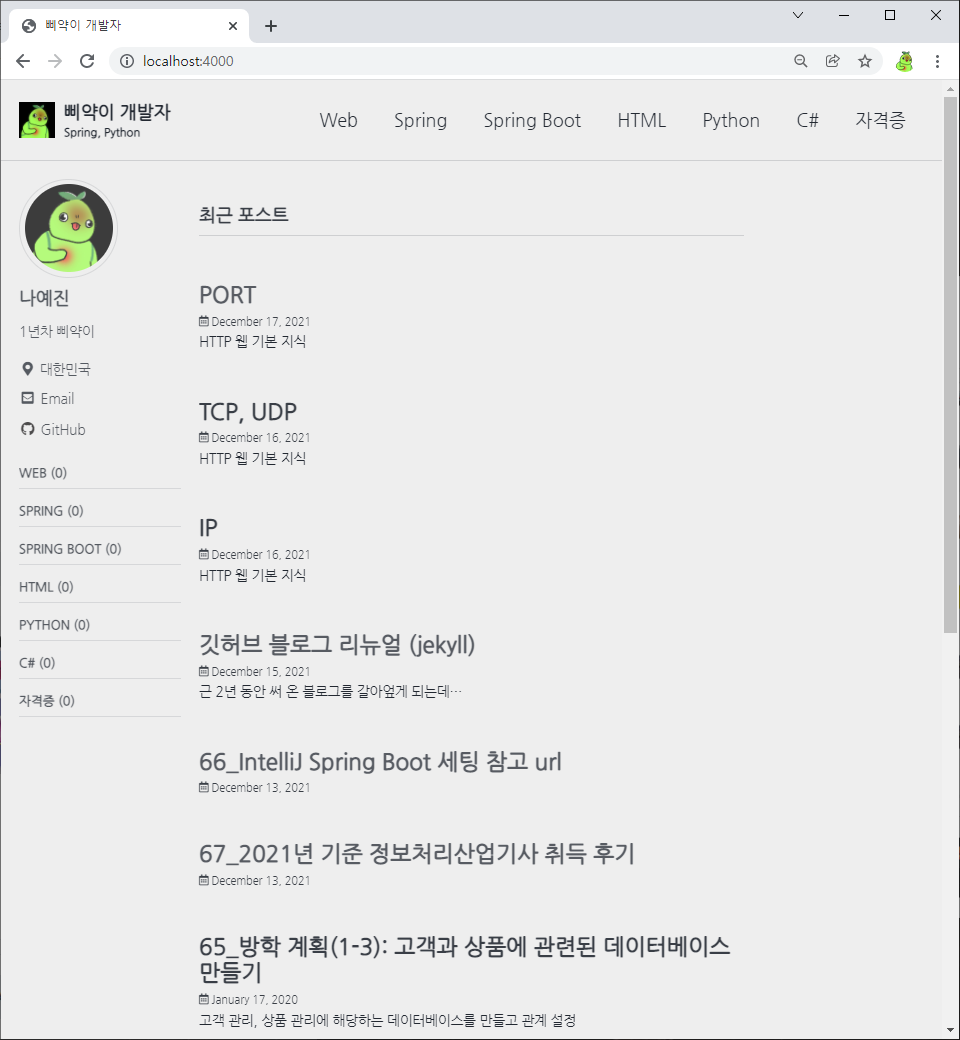 삐약이 개발자
localhost:4000
삐약이 개발자
Spring, Python
Web Spring Spring Boot HTML Python C# 자격증
나예진
1년차 삐약이
대한민국
Email
GitHub
WEB (0)
SPRING (0)
SPRING BOOT (0)
HTML (0)
PYTHON (0)
C# (0)
자격증 (0)
최근 포스트
PORT
December 17, 2021
HTTP 웹 기본 지식
TCP, UDP
December 16, 2021
HTTP 웹 기본 지식
IP
December 16, 2021
HTTP 웹 기본 지식
깃허브 블로그 리뉴얼 (jekyll)
December 15, 2021
근 2년 동안 써 온 블로그를 갈아엎게 되는데…
66_IntelliJ Spring Boot 세팅 참고 url
December 13, 2021
67_2021년 기준 정보처리산업기사 취득 후기
December 13, 2021
65_방학 계획(1-3): 고객과 상품에 관련된 데이터베이스
만들기
January 17, 2020
고객 관리, 상품 관리에 해당하는 데이터베이스를 만들고 관계 설정